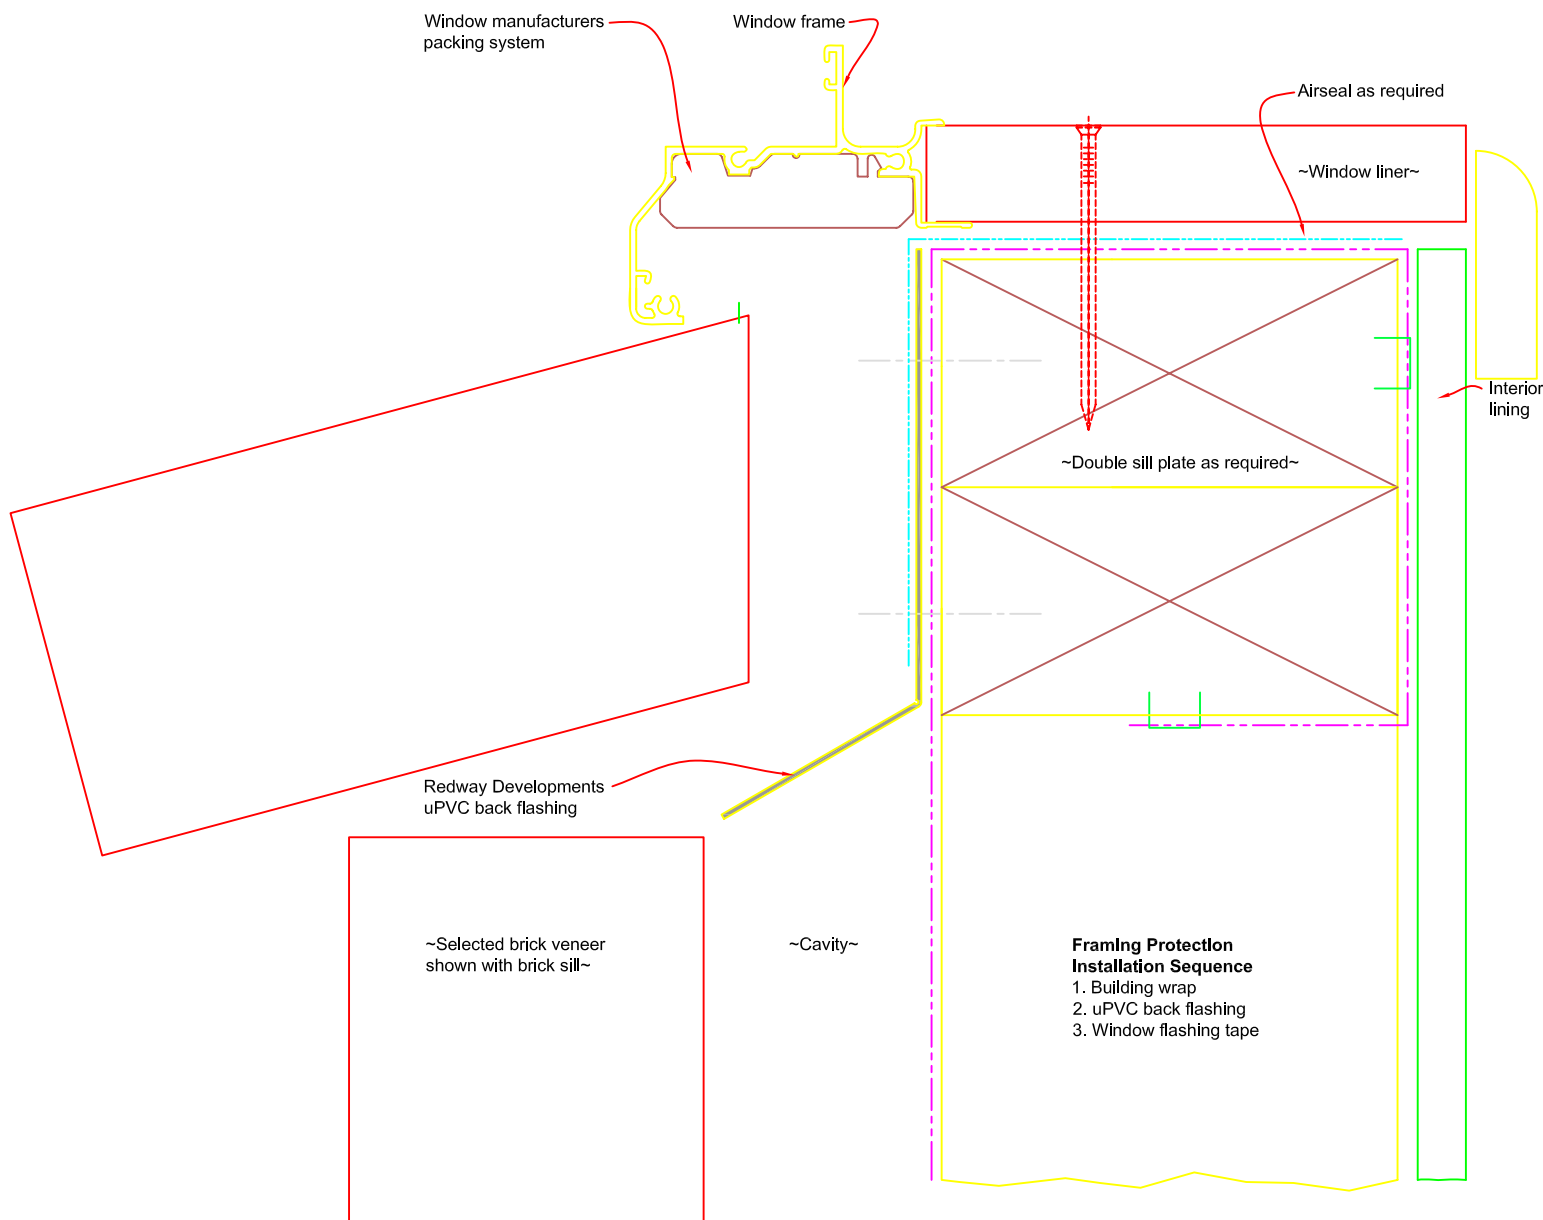 Window manufacturers
packing system
Window frame
Airseal as required
~Window liner~
Interior
lining
~Double sill plate as required~
Redway Developments
uPVC back flashing
~Selected brick veneer
shown with brick sill~
~Cavity~
Framing Protection
Installation Sequence
1. Building wrap
2. uPVC back flashing
3. Window flashing tape